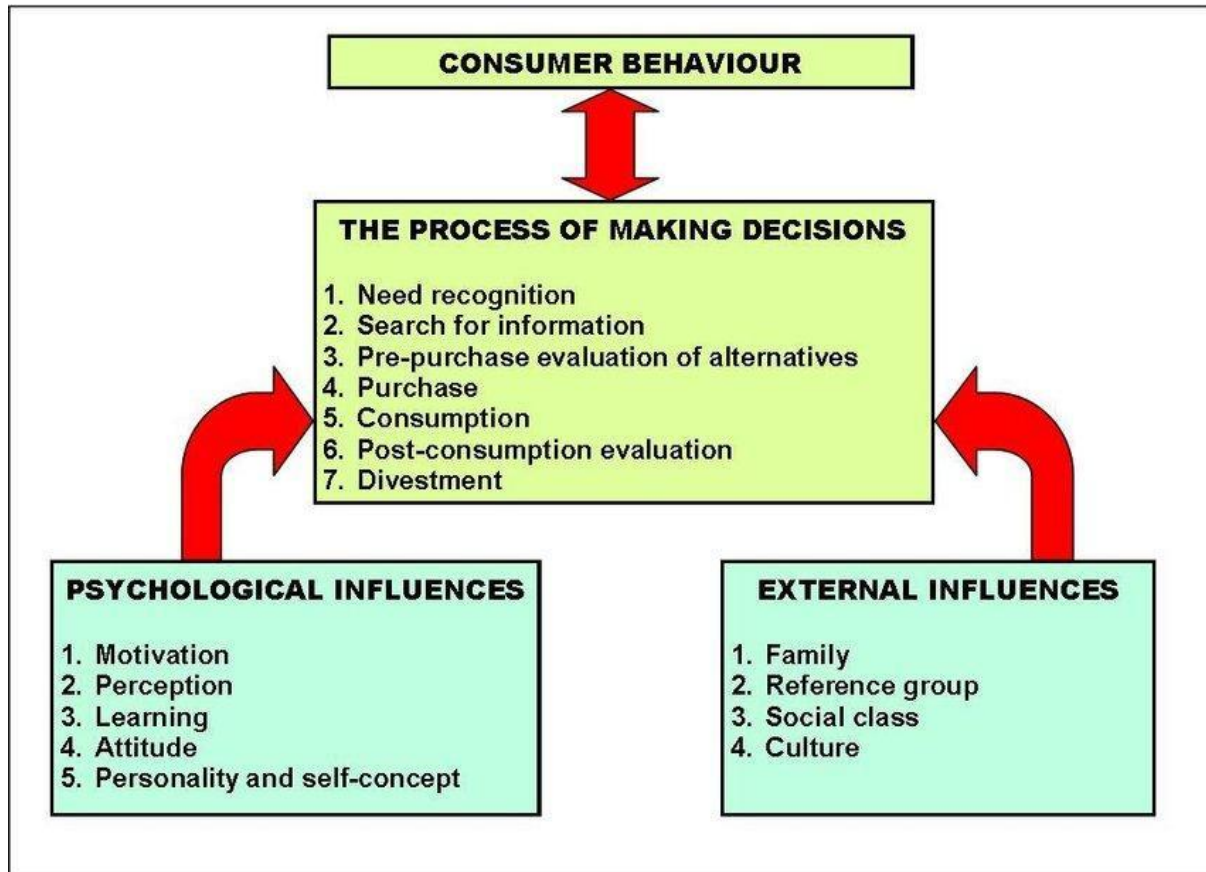 CONSUMER BEHAVIOUR
THE PROCESS OF MAKING DECISIONS
1. Need recognition
2. Search for information
3. Pre-purchase evaluation of alternatives
4. Purchase
5. Consumption
6. Post-consumption evaluation
7. Divestment
PSYCHOLOGICAL INFLUENCES
1. Motivation
2. Perception
3. Learning
4. Attitude
5. Personality and self-concept
EXTERNAL INFLUENCES
1. Family
2. Reference group
3. Social class
4. Culture